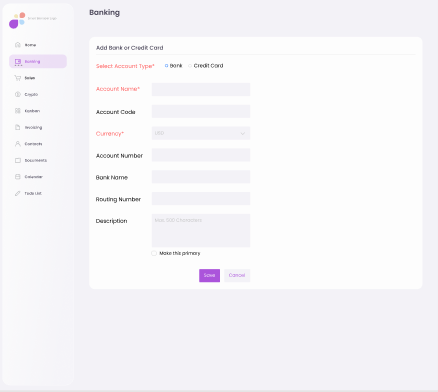 Banking
Home
Banking
Sales
Crypto
Kanban
Invoicing
Contacts
Documents
Calendar
Todo List
Add Bank or Credit Card
Select Account Type* Bank Credit Card
Account Name*
Account Code
Currency* USD
Account Number
Bank Name
Routing Number
Description Max. 500 Characters
Make this primary
Save Cancel